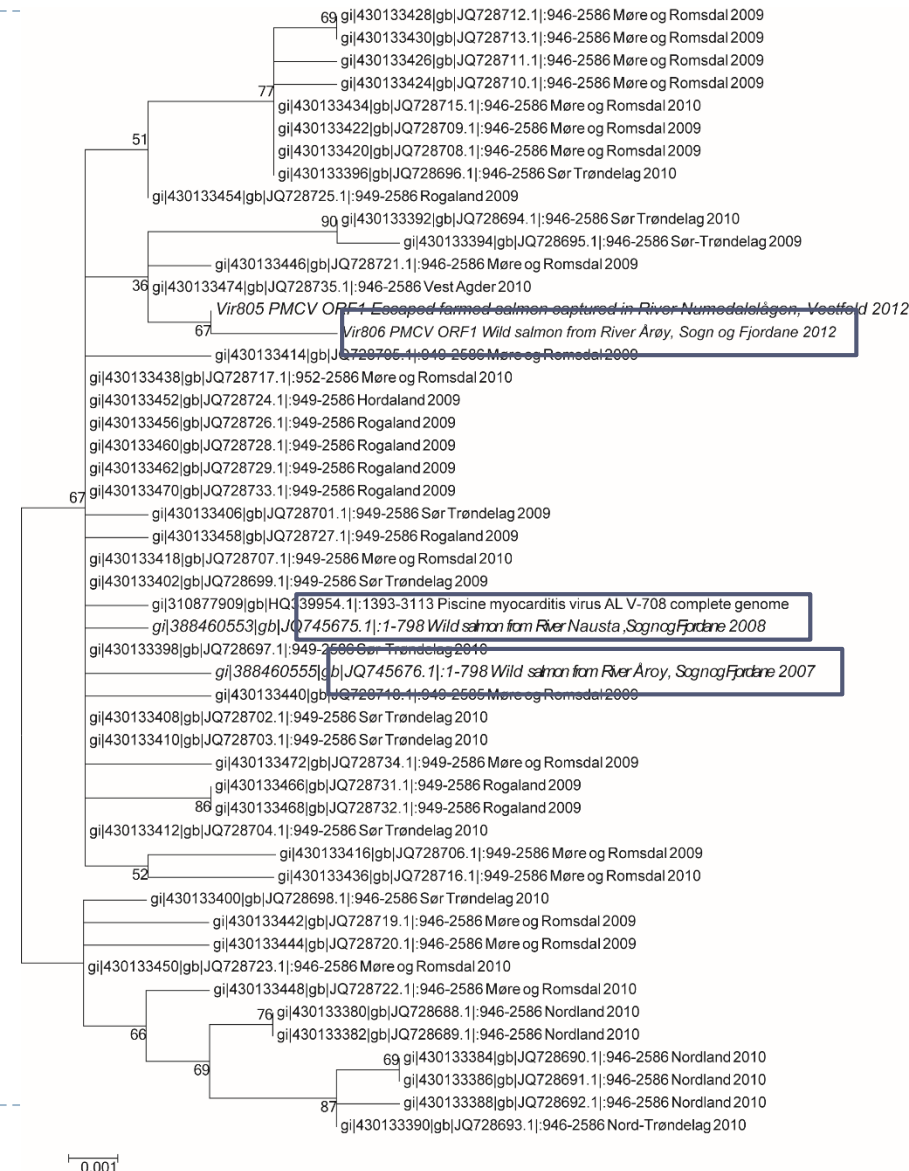 69
gi|430133428|gb|JQ728712.1|:946-2586 Møre og Romsdal 2009
gi|430133430|gb|JQ728713.1|:946-2586 Møre og Romsdal 2009
gi|430133426|gb|JQ728711.1|:946-2586 Møre og Romsdal 2009
gi|430133424|gb|JQ728710.1|:946-2586 Møre og Romsdal 2009
77
gi|430133434|gb|JQ728715.1|:946-2586 Møre og Romsdal 2010
gi|430133422|gb|JQ728709.1|:946-2586 Møre og Romsdal 2009
51
gi|430133420|gb|JQ728708.1|:946-2586 Møre og Romsdal 2009
gi|430133396|gb|JQ728696.1|:946-2586 Sør Trøndelag 2010
gi|430133454|gb|JQ728725.1|:949-2586 Rogaland 2009
90
gi|430133392|gb|JQ728694.1|:946-2586 Sør Trøndelag 2010
gi|430133394|gb|JQ728695.1|:946-2586 Sør-Trøndelag 2009
gi|430133446|gb|JQ728721.1|:946-2586 Møre og Romsdal 2009
36
gi|430133474|gb|JQ728735.1|:946-2586 Vest Agder 2010
Vir805 PMCV ORF1 Escaped farmed salmon captured in River Numedalslågen, Vestfold 2012
67
Vir806 PMCV ORF1 Wild salmon from River Årøy, Sogn og Fjordane 2012
gi|430133414|gb|JQ728705.1|:949-2586 Møre og Romsdal 2009
gi|430133438|gb|JQ728717.1|:952-2586 Møre og Romsdal 2010
gi|430133452|gb|JQ728724.1|:949-2586 Hordaland 2009
gi|430133456|gb|JQ728726.1|:949-2586 Rogaland 2009
gi|430133460|gb|JQ728728.1|:949-2586 Rogaland 2009
gi|430133462|gb|JQ728729.1|:949-2586 Rogaland 2009
gi|430133470|gb|JQ728733.1|:949-2586 Rogaland 2009
67
gi|430133406|gb|JQ728701.1|:949-2586 Sør Trøndelag 2009
gi|430133458|gb|JQ728727.1|:949-2586 Rogaland 2009
gi|430133418|gb|JQ728707.1|:949-2586 Møre og Romsdal 2010
gi|430133402|gb|JQ728699.1|:949-2586 Sør Trøndelag 2009
gi|310877909|gb|HQ339954.1|:1393-3113 Piscine myocarditis virus AL V-708 complete genome
gi|388460553|gb|JQ745675.1|:1-798 Wild salmon from River Nausta ,Sogn og Fjordane 2008
gi|430133398|gb|JQ728697.1|:949-2586 Sør Trøndelag 2010
gi|388460555|gb|JQ745676.1|:1-798 Wild salmon from River Åroy, Sogn og Fjordane 2007
gi|430133440|gb|JQ728718.1|:949-2585 Møre og Romsdal 2009
gi|430133408|gb|JQ728702.1|:949-2586 Sør Trøndelag 2010
gi|430133410|gb|JQ728703.1|:949-2586 Sør Trøndelag 2010
gi|430133472|gb|JQ728734.1|:949-2586 Møre og Romsdal 2009
gi|430133466|gb|JQ728731.1|:949-2586 Rogaland 2009
86
gi|430133468|gb|JQ728732.1|:949-2586 Rogaland 2009
gi|430133412|gb|JQ728704.1|:949-2586 Sør Trøndelag 2010
gi|430133416|gb|JQ728706.1|:949-2586 Møre og Romsdal 2009
52
gi|430133436|gb|JQ728716.1|:949-2586 Møre og Romsdal 2010
gi|430133400|gb|JQ728698.1|:946-2586 Sør Trøndelag 2010
gi|430133442|gb|JQ728719.1|:946-2586 Møre og Romsdal 2009
gi|430133444|gb|JQ728720.1|:946-2586 Møre og Romsdal 2009
gi|430133450|gb|JQ728723.1|:946-2586 Møre og Romsdal 2010
gi|430133448|gb|JQ728722.1|:946-2586 Møre og Romsdal 2010
76
gi|430133380|gb|JQ728688.1|:946-2586 Nordland 2010
66
gi|430133382|gb|JQ728689.1|:946-2586 Nordland 2010
69
69
gi|430133384|gb|JQ728690.1|:946-2586 Nordland 2010
gi|430133386|gb|JQ728691.1|:946-2586 Nordland 2010
87
gi|430133388|gb|JQ728692.1|:946-2586 Nordland 2010
gi|430133390|gb|JQ728693.1|:946-2586 Nord-Trøndelag 2010
0.001